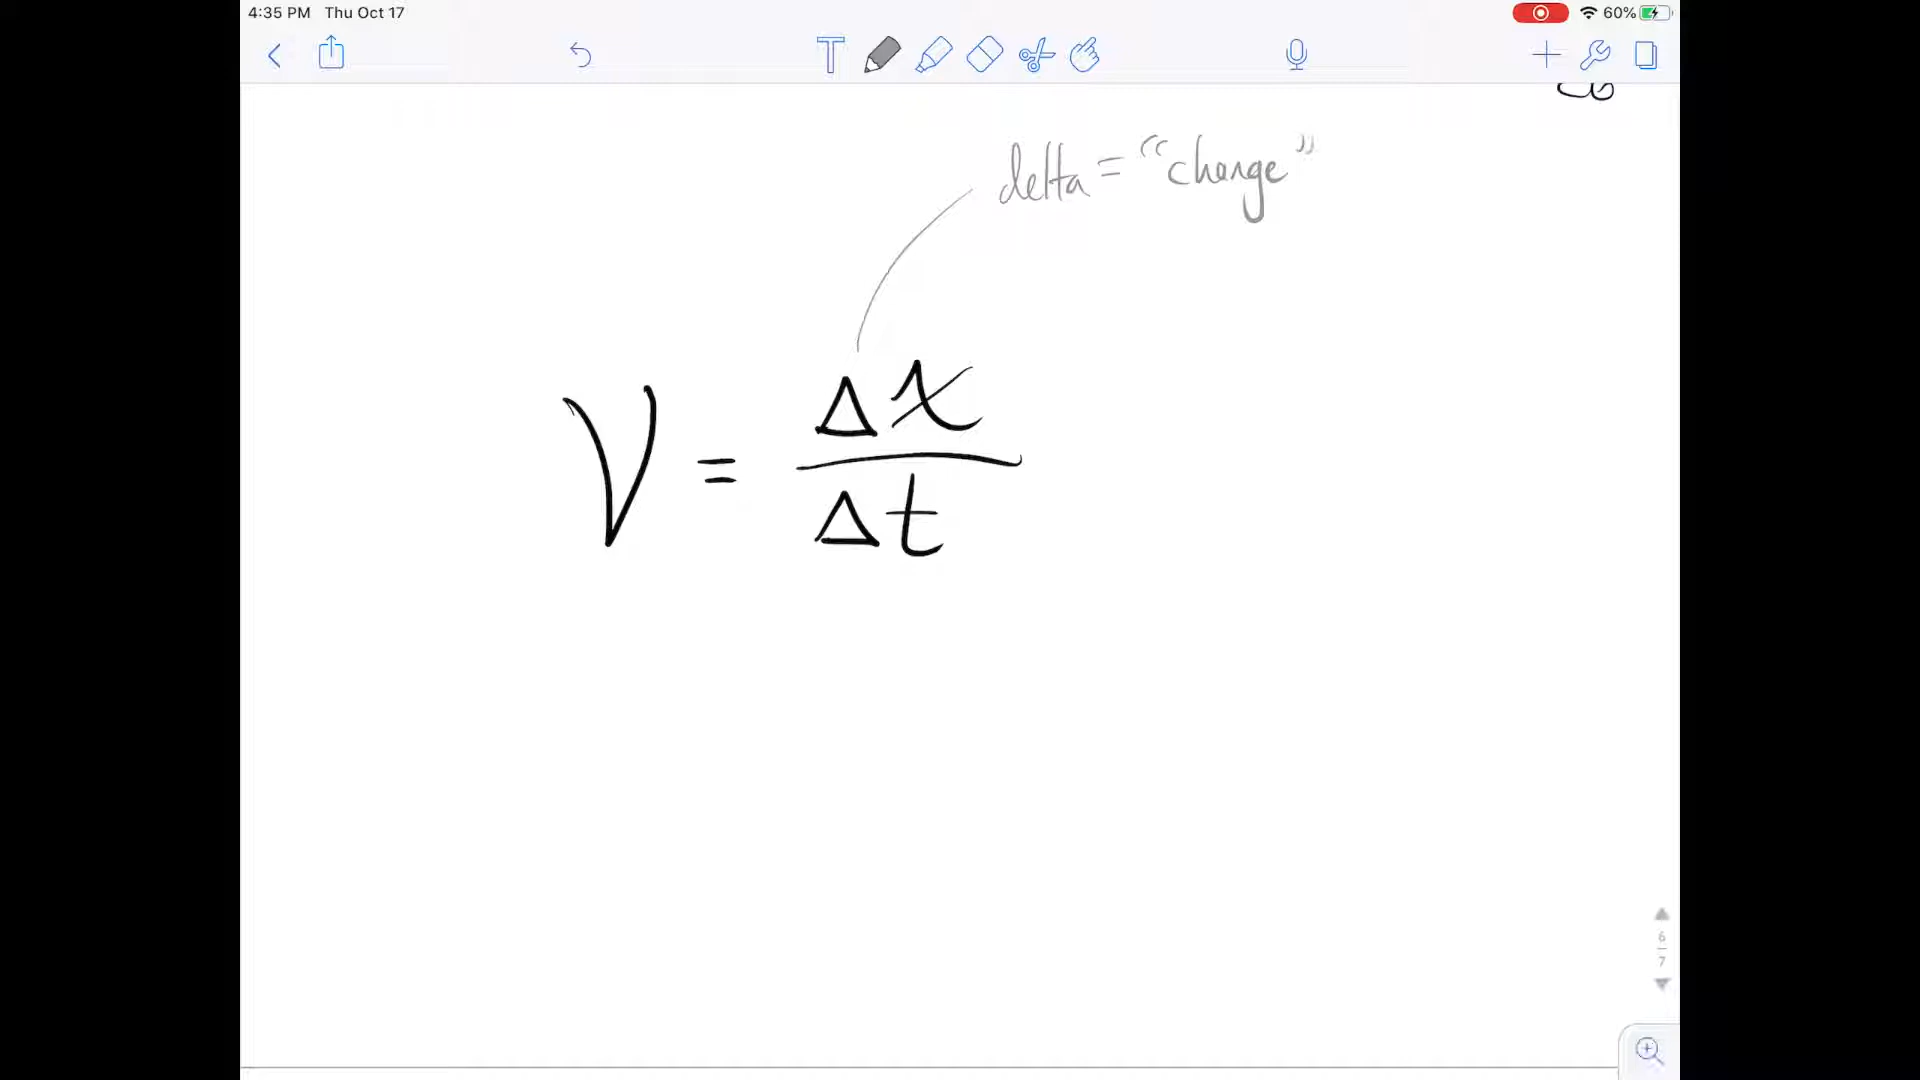 4:35 PM Thu Oct 17
60%
T
delta = “change”
V = Δx
Δt
6
7